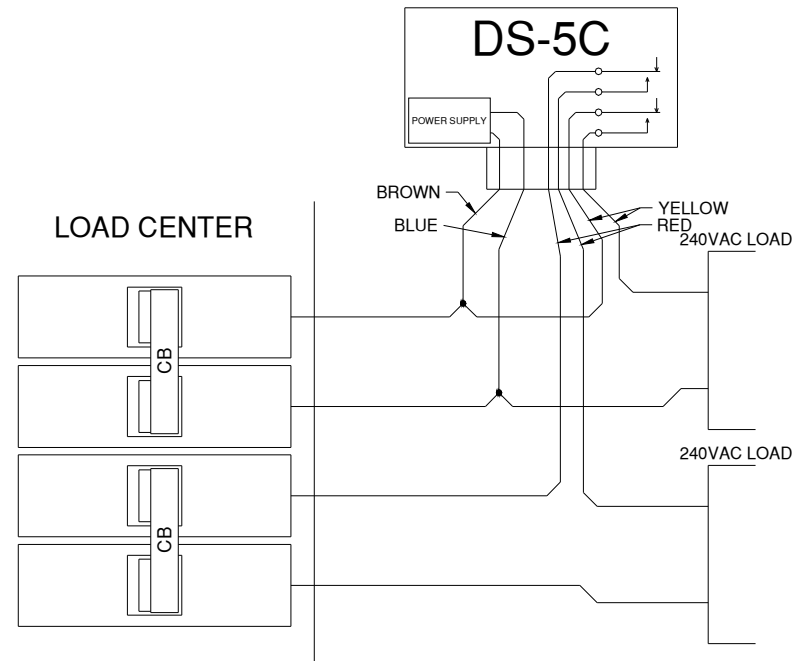 DS-5C
POWER SUPPLY
BROWN
BLUE
YELLOW
RED
LOAD CENTER
240VAC LOAD
CB
240VAC LOAD
CB